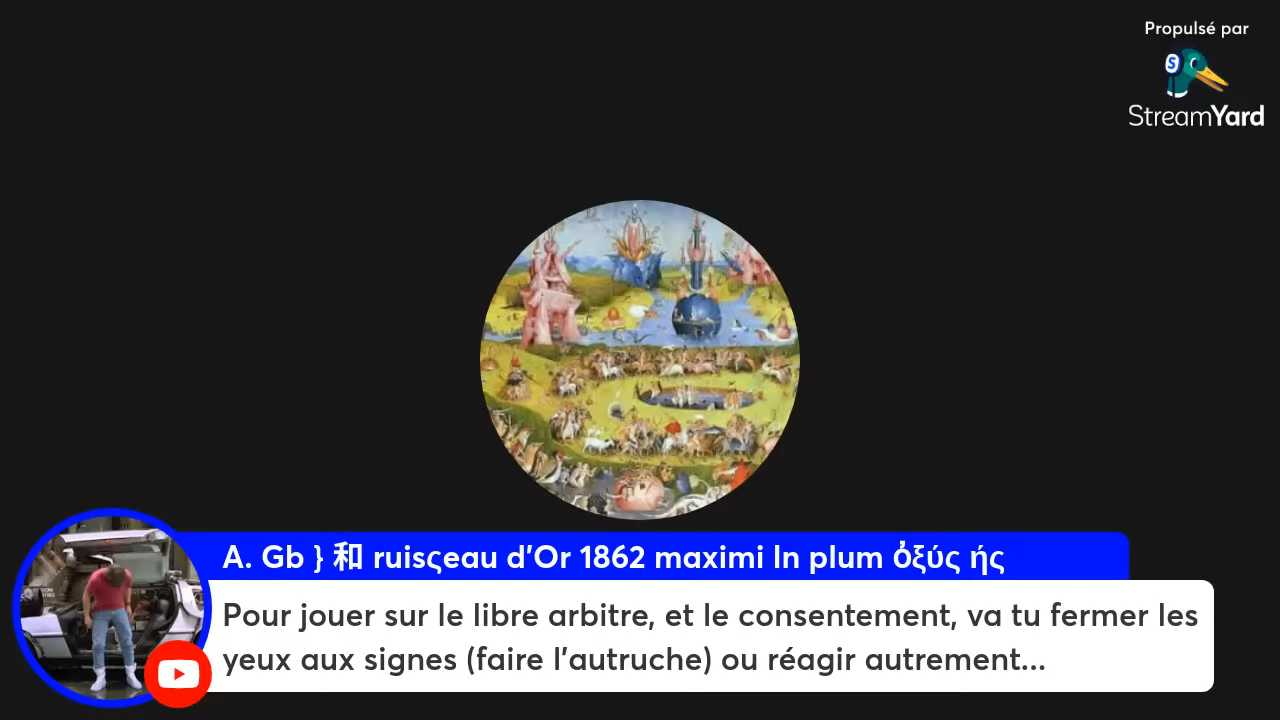 Propulsé par
StreamYard
A. Gb } 和 ruisςeau d'Or 1862 maximi In plum ὀξύς ής
Pour jouer sur le libre arbitre, et le consentement, va tu fermer les
yeux aux signes (faire l'autruche) ou réagir autrement...